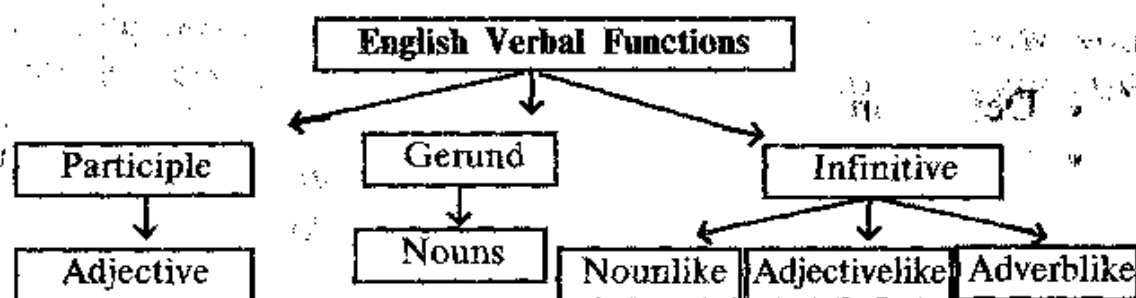 English Verbal Functions
Participle
Gerund
Infinitive
Adjective
Nouns
Nounlike
Adjectivelike
Adverblike